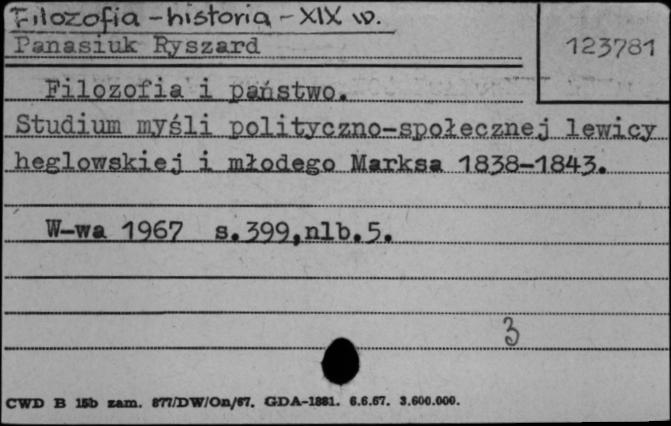 Filozofia - historia - XIX w.
Panasiuk Ryszard
123781
Filozofia i państwo.
Studium myśli polityczno-społecznej lewicy
heglowskiej i młodego Marksa 1838-1843.
W-wa 1967 s.399,nlb.5.
3
CWD B 15b zam. 877/DW/On/67. GDA-1881. 6.6.67. 3.600.000.